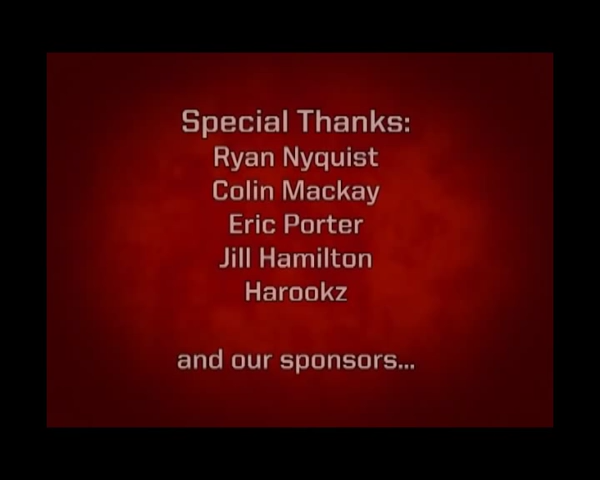 Special Thanks:
Ryan Nyquist
Colin Mackay
Eric Porter
Jill Hamilton
Harookz
and our sponsors...